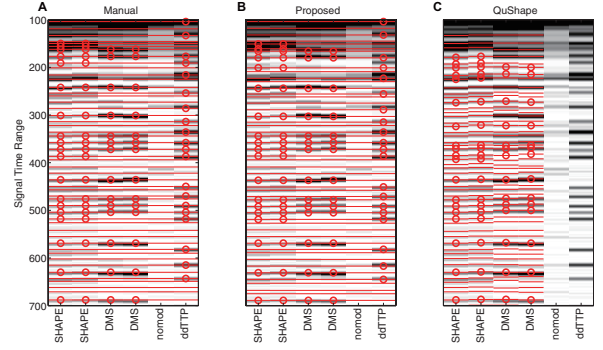 A Manual
B Proposed
C QuShape
Signal Time Range
100
200
300
400
500
600
700
SHAPE SHAPE DMS DMS nomod ddTTP
SHAPE SHAPE DMS DMS nomod ddTTP
SHAPE SHAPE DMS DMS nomod ddTTP